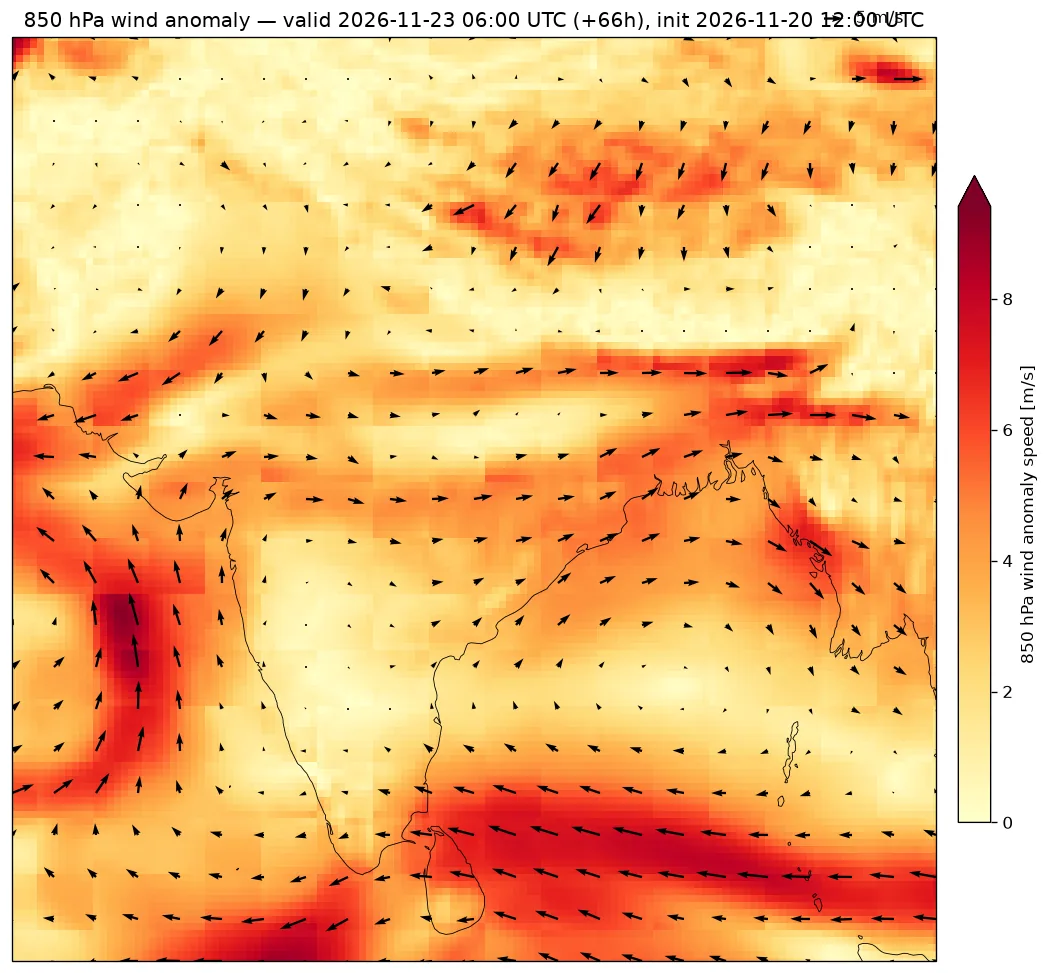 850 hPa wind anomaly — valid 2026-11-23 06:00 UTC (+66h), init 2026-11-20 12:00 UTC
5 m/s
8
6
4
2
0
850 hPa wind anomaly speed [m/s]